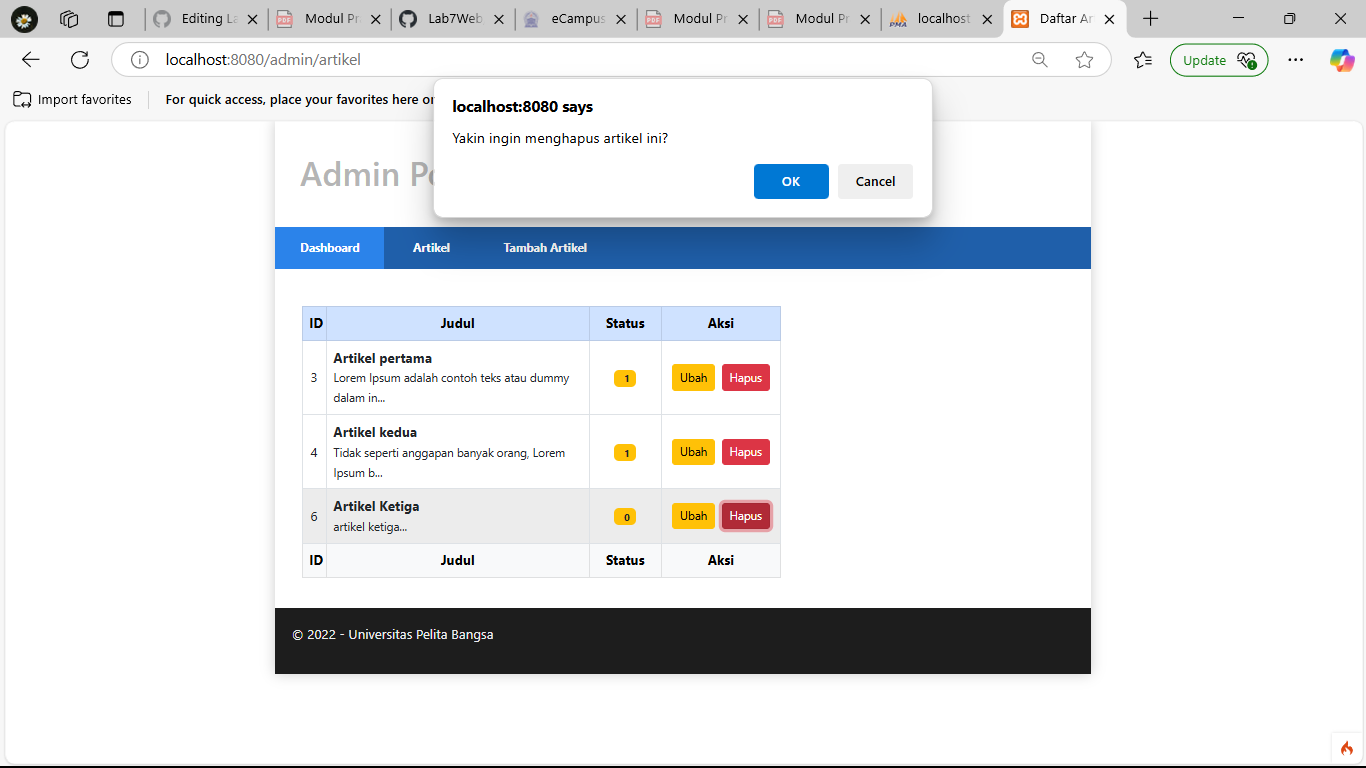 Editing La
Modul Pra
Lab7Web
eCampus
Modul Pr
Modul Pr
PMA
localhost
Daftar Ar
localhost:8080/admin/artikel
Update
Import favorites
For quick access, place your favorites here o
localhost:8080 says
Yakin ingin menghapus artikel ini?
OK
Cancel
Admin Po
Dashboard
Artikel
Tambah Artikel
ID Judul Status Aksi
Artikel pertama
3 Lorem Ipsum adalah contoh teks atau dummy 1 Ubah Hapus
dalam in...
Artikel kedua
4 Tidak seperti anggapan banyak orang, Lorem 1 Ubah Hapus
Ipsum b...
Artikel Ketiga
6 artikel ketiga... 0 Ubah Hapus
ID Judul Status Aksi
© 2022 - Universitas Pelita Bangsa